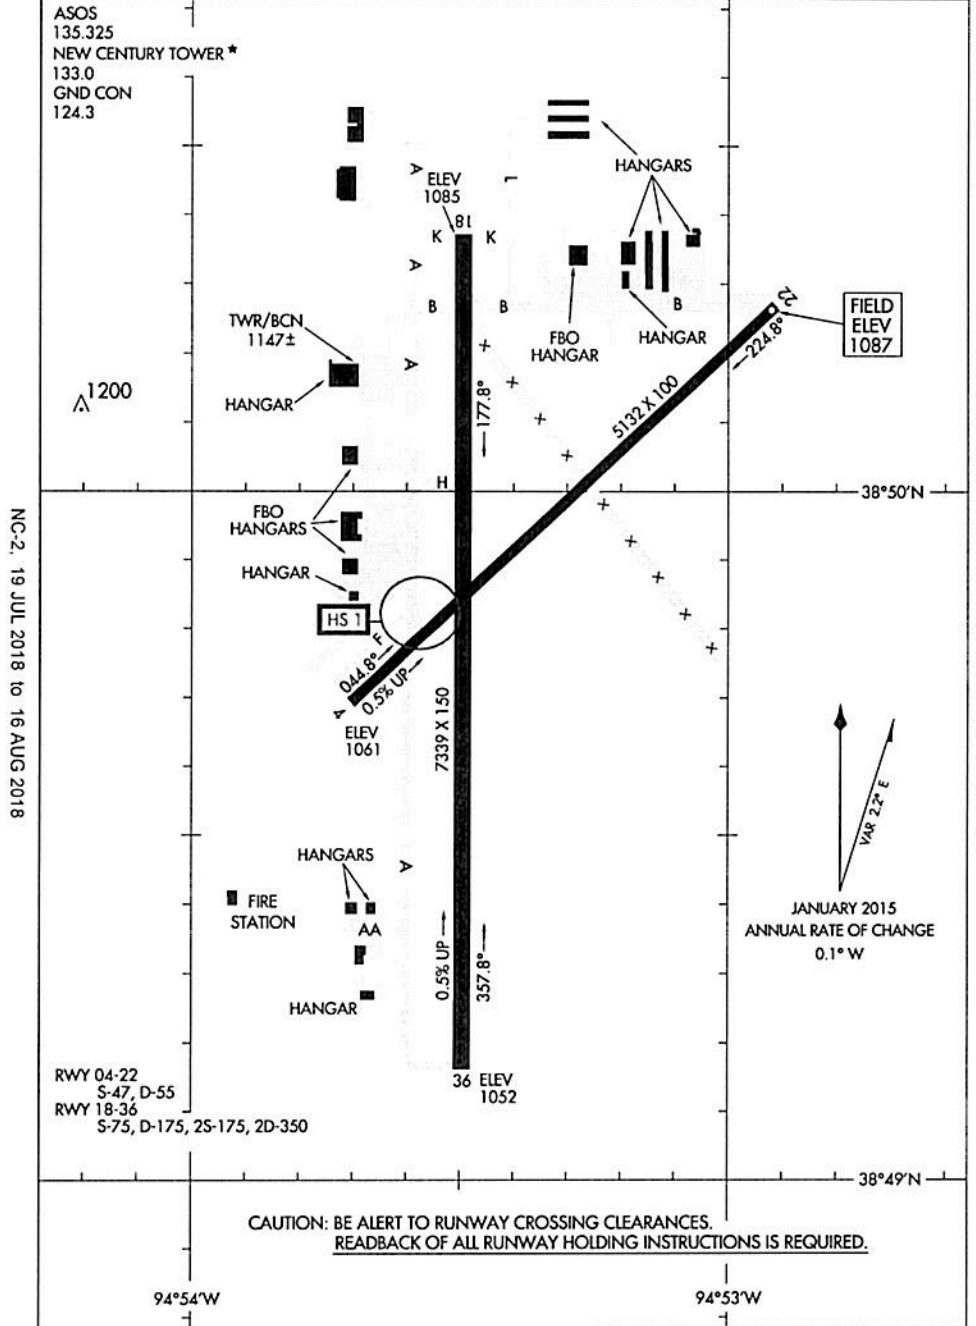 ASOS
135.325
NEW CENTURY TOWER ★
133.0
GND CON
124.3
HANGARS
A
ELEV
1085
L
18
K
K
A
B
B
B
22
FIELD
ELEV
1087
TWR/BCN
1147±
FBO
HANGAR
HANGAR
224.8°
A
1200
HANGAR
177.8°
5132 X 100
H
38°50'N
FBO
HANGARS
HANGAR
HS 1
044.8°
F
0.5% UP
4
ELEV
1061
7339 X 150
VAR 2.2° E
HANGARS
A
FIRE
STATION
AA
JANUARY 2015
ANNUAL RATE OF CHANGE
0.1° W
0.5% UP
357.8°
HANGAR
36 ELEV
1052
RWY 04-22
S-47, D-55
RWY 18-36
S-75, D-175, 2S-175, 2D-350
38°49'N
CAUTION: BE ALERT TO RUNWAY CROSSING CLEARANCES.
READBACK OF ALL RUNWAY HOLDING INSTRUCTIONS IS REQUIRED.
94°54'W
94°53'W
NC-2, 19 JUL 2018 to 16 AUG 2018